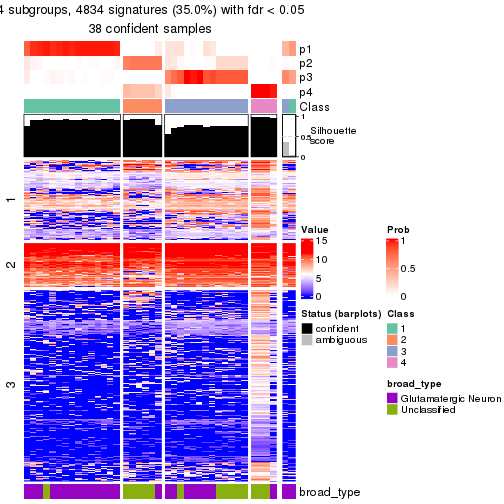 4 subgroups, 4834 signatures (35.0%) with fdr < 0.05
38 confident samples
p1
p2
p3
p4
Class
1
0.5
0
Silhouette
score
1
2
3
Value
15
10
5
0
Prob
1
0.5
0
Status (barplots)
confident
ambiguous
Class
1
2
3
4
broad_type
Glutamatergic Neuron
Unclassified
broad_type